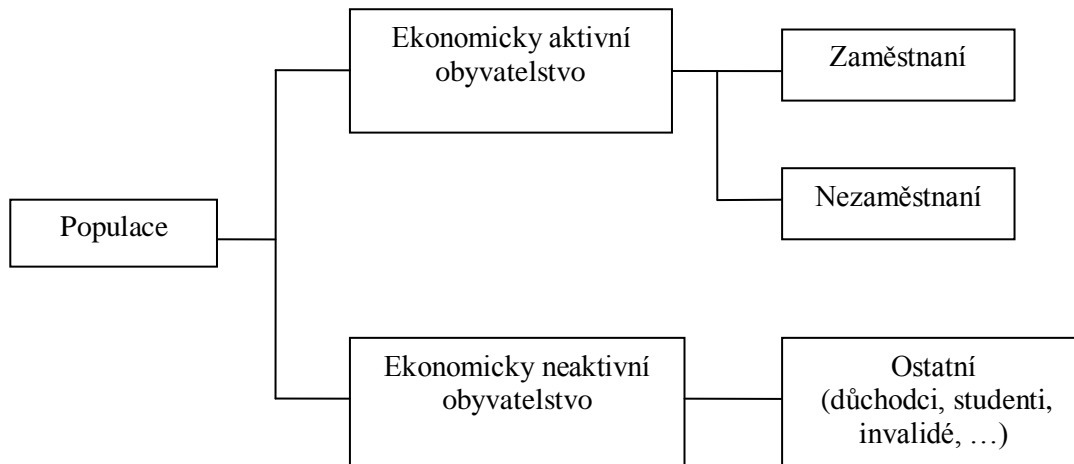 Populace
Ekonomicky aktivní
obyvatelstvo
Zaměstnaní
Nezaměstnaní
Ekonomicky neaktivní
obyvatelstvo
Ostatní
(důchodci, studenti,
invalidé, …)